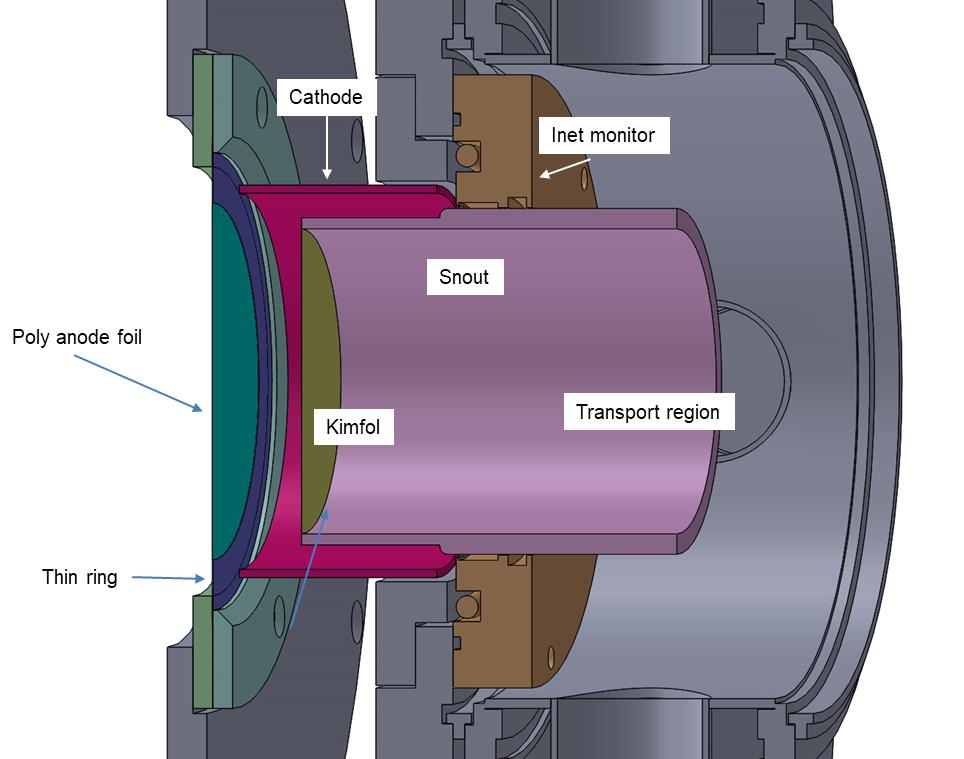 Cathode
Inet monitor
Snout
Poly anode foil
Transport region
Kimfol
Thin ring